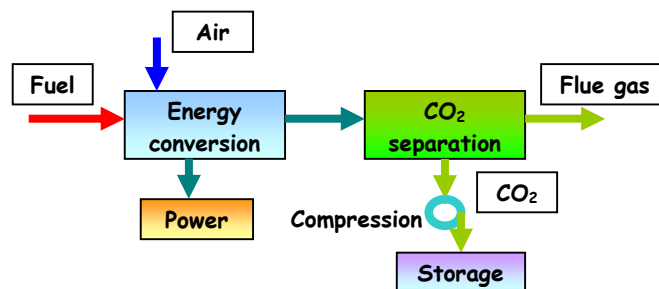 Air
Fuel
Flue gas
Energy
conversion
CO₂
separation
CO₂
Compression
Power
Storage